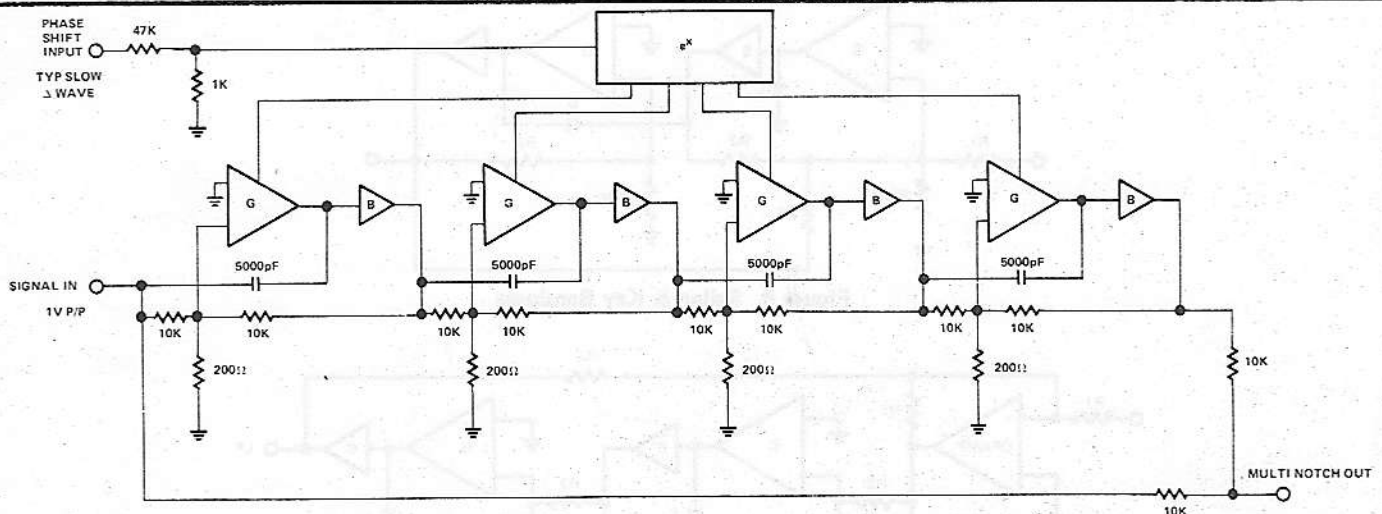 PHASE
SHIFT
INPUT
47K
TYP SLOW
Δ WAVE
1K
e^x
G
B
G
B
G
B
G
B
5000pF
5000pF
5000pF
5000pF
SIGNAL IN
1V P/P
10K
10K
10K
10K
10K
10K
10K
10K
200Ω
200Ω
200Ω
200Ω
10K
MULTI NOTCH OUT
10K